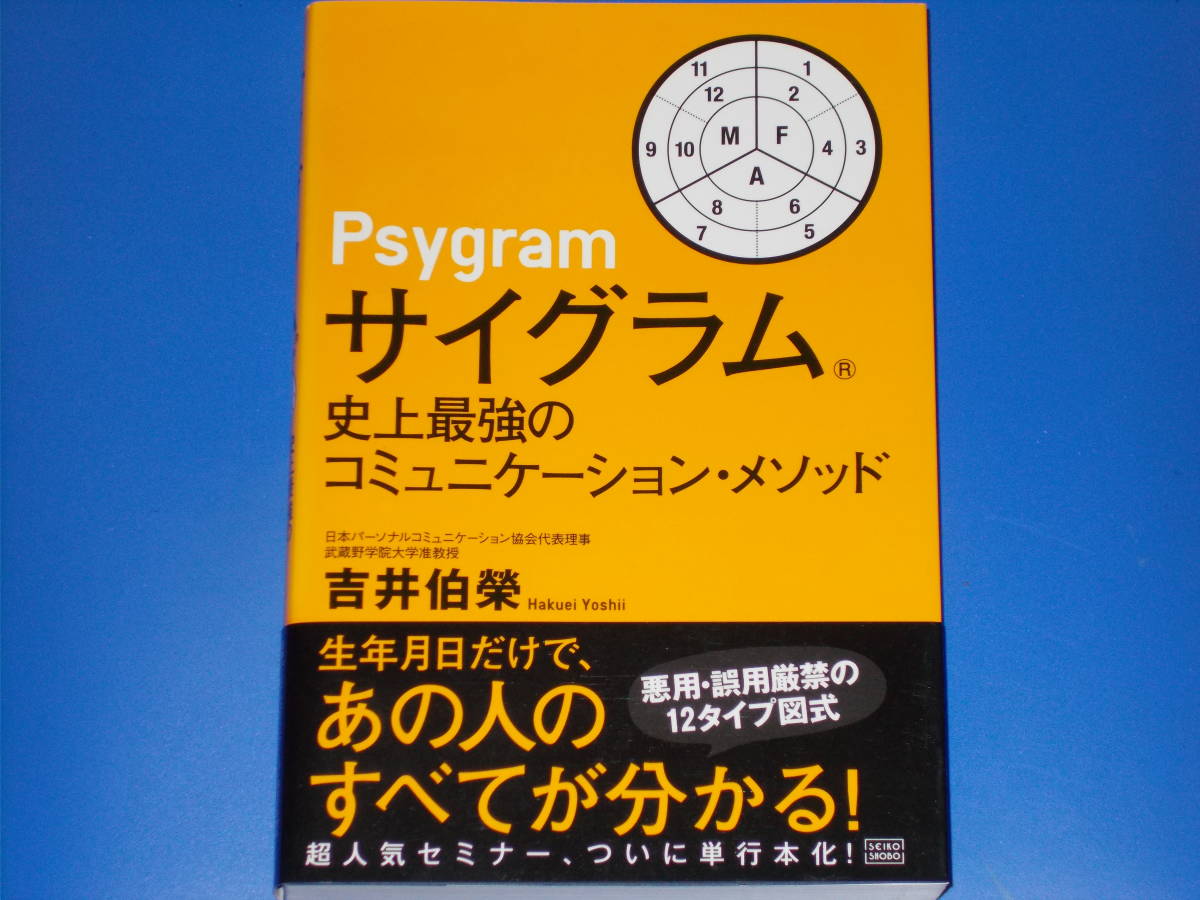 11 1
12 2
M F
9 10 4 3
A
8 6
7 5
Psygram
サイグラム®
史上最強の
コミュニケーション・メソッド
日本パーソナルコミュニケーション協会代表理事
武蔵野学院大学准教授
吉井伯榮 Hakuei Yoshii
生年月日だけで、
あの人の
すべてが分かる!
悪用・誤用厳禁の
12タイプ図式
超人気セミナー、ついに単行本化!
SEIKO
SHOBO